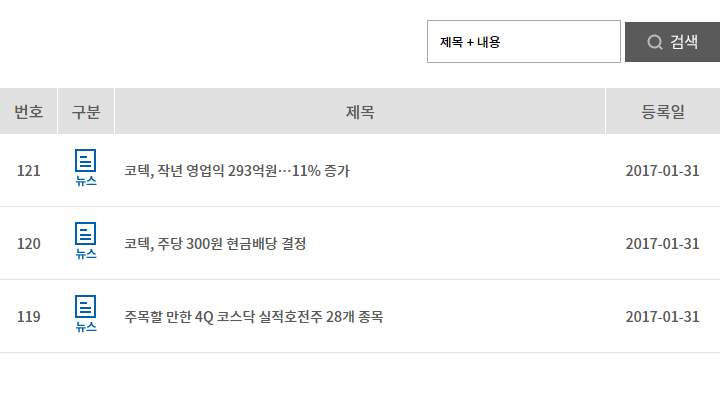 제목 + 내용 검색
번호 구분 제목 등록일
121 뉴스 코텍, 작년 영업익 293억원…11% 증가 2017-01-31
120 뉴스 코텍, 주당 300원 현금배당 결정 2017-01-31
119 뉴스 주목할 만한 4Q 코스닥 실적호전주 28개 종목 2017-01-31